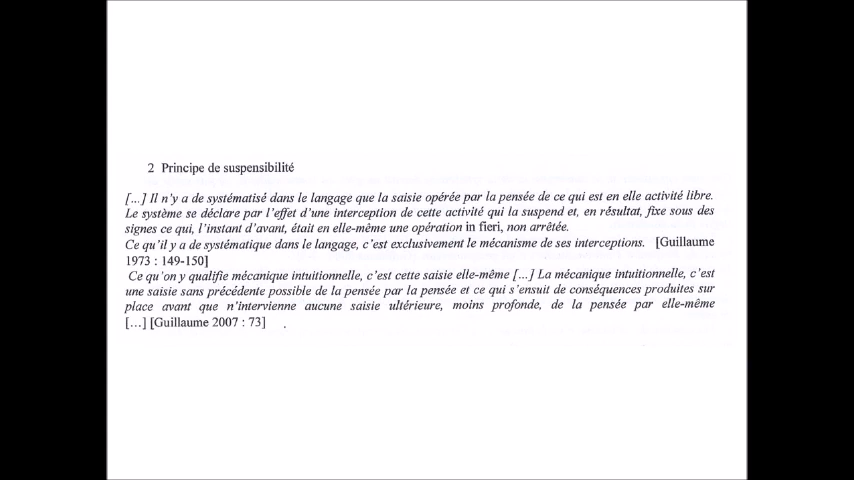 2 Principe de suspensibilité
[...] Il n'y a de systématisé dans le langage que la saisie opérée par la pensée de ce qui est en elle activité libre.
Le système se déclare par l'effet d'une interception de cette activité qui la suspend et, en résultat, fixe sous des
signes ce qui, l'instant d'avant, était en elle-même une opération in fieri, non arrêtée.
Ce qu'il y a de systématique dans le langage, c'est exclusivement le mécanisme de ses interceptions. [Guillaume
1973 : 149-150]
Ce qu'on y qualifie mécanique intuitionnelle, c'est cette saisie elle-même [...] La mécanique intuitionnelle, c'est
une saisie sans précédente possible de la pensée par la pensée et ce qui s'ensuit de conséquences produites sur
place avant que n'intervienne aucune saisie ultérieure, moins profonde, de la pensée par elle-même
[...] [Guillaume 2007 : 73] .